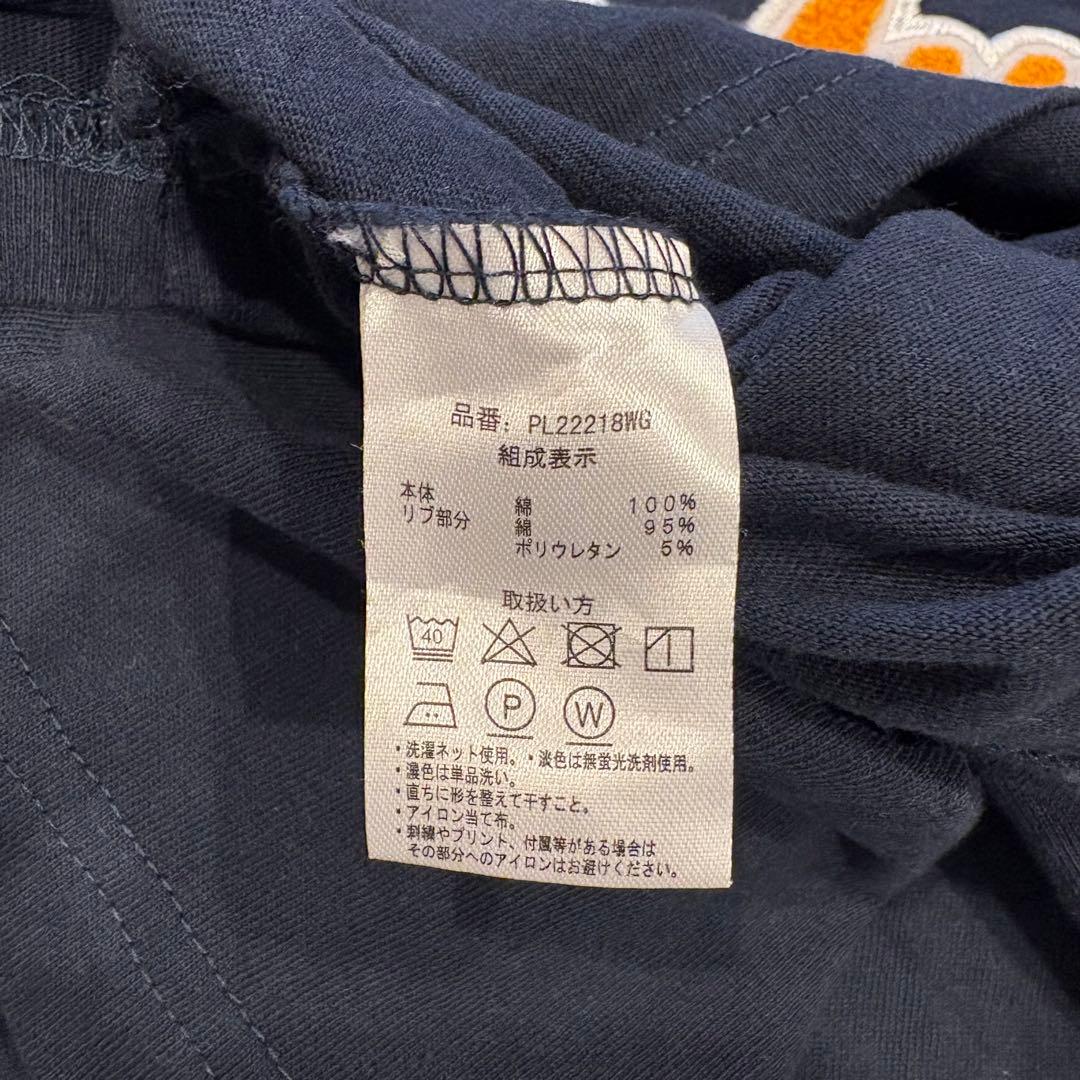 品番: PL22218WG
組成表示
本体 綿 100%
リブ部分 綿 95%
ポリウレタン 5%
取扱い方
40
P W
・洗濯ネット使用。・淡色は無蛍光洗剤使用。
・濃色は単品洗い。
・直ちに形を整えて干すこと。
・アイロン当て布。
・刺繍やプリント、付属等がある場合は
その部分へのアイロンはお避けください。